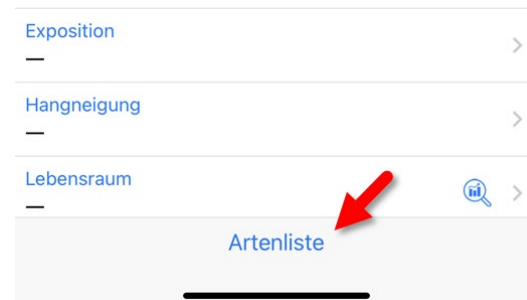 Exposition
—
Hangneigung
—
Lebensraum
—
Artenliste